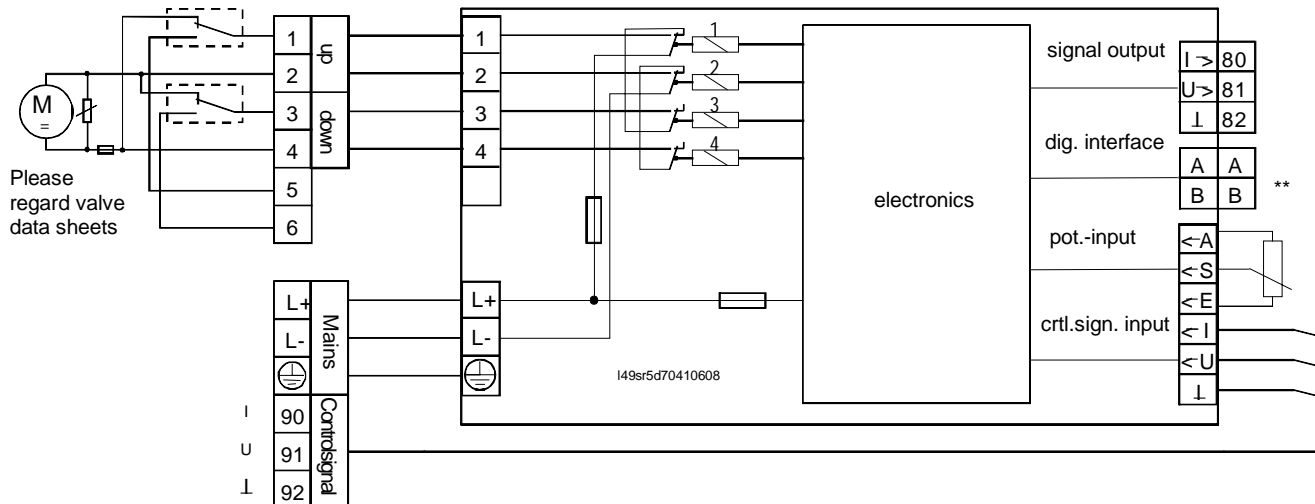 M
=
Please
regard valve
data sheets
1
2
3
4
5
6
up
down
1
2
3
4
1
2
3
4
electronics
signal output
dig. interface
pot.-input
crtl.sign. input
I > 80
U > 81
⊥ 82
A A
B B
**
<A
<S
<E
<I
<U
⊥
L+
L-
Mains
L+
L-
l49sr5d70410608
I 90
U 91
⊥ 92
Controlsignal